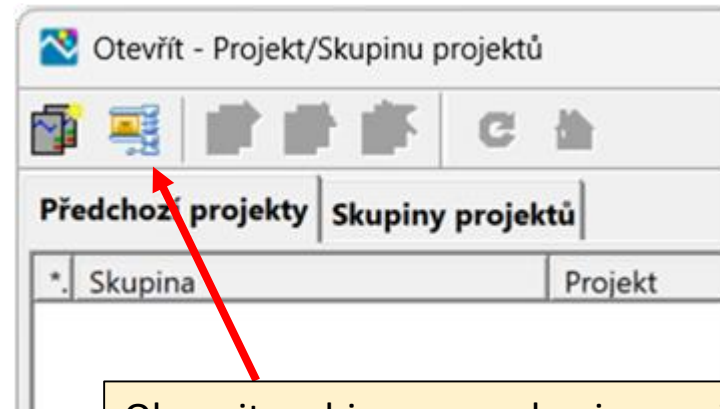 Otevřít - Projekt/Skupinu projektů
Předchozí projekty Skupiny projektů
*. Skupina Projekt